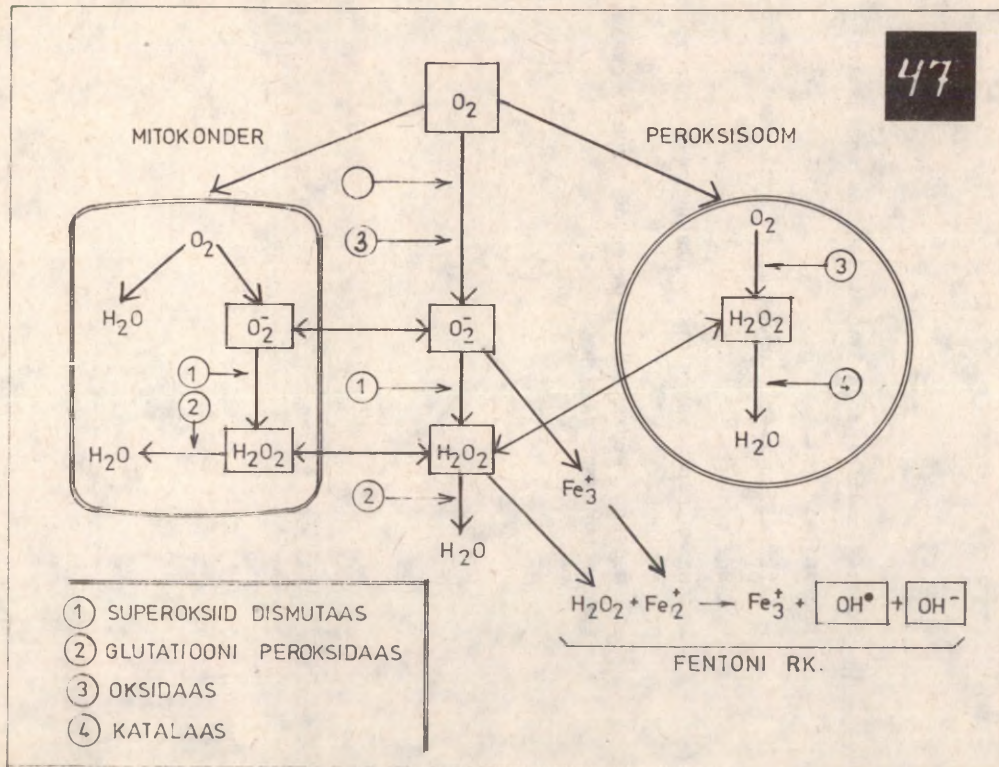 47
O₂
MITOKONDER
PEROKSISOOM
③
O₂
H₂O
O₂⁻
①
②
H₂O
H₂O₂
O₂⁻
①
H₂O₂
②
H₂O
O₂
③
H₂O₂
④
H₂O
Fe₃⁺
H₂O₂ + Fe₂⁺ → Fe₃⁺ + OH• + OH⁻
FENTONI RK.
① SUPEROKSIID DISMUTAAS
② GLUTATIOONI PEROKSIDAAS
③ OKSIDAAS
④ KATALAAS